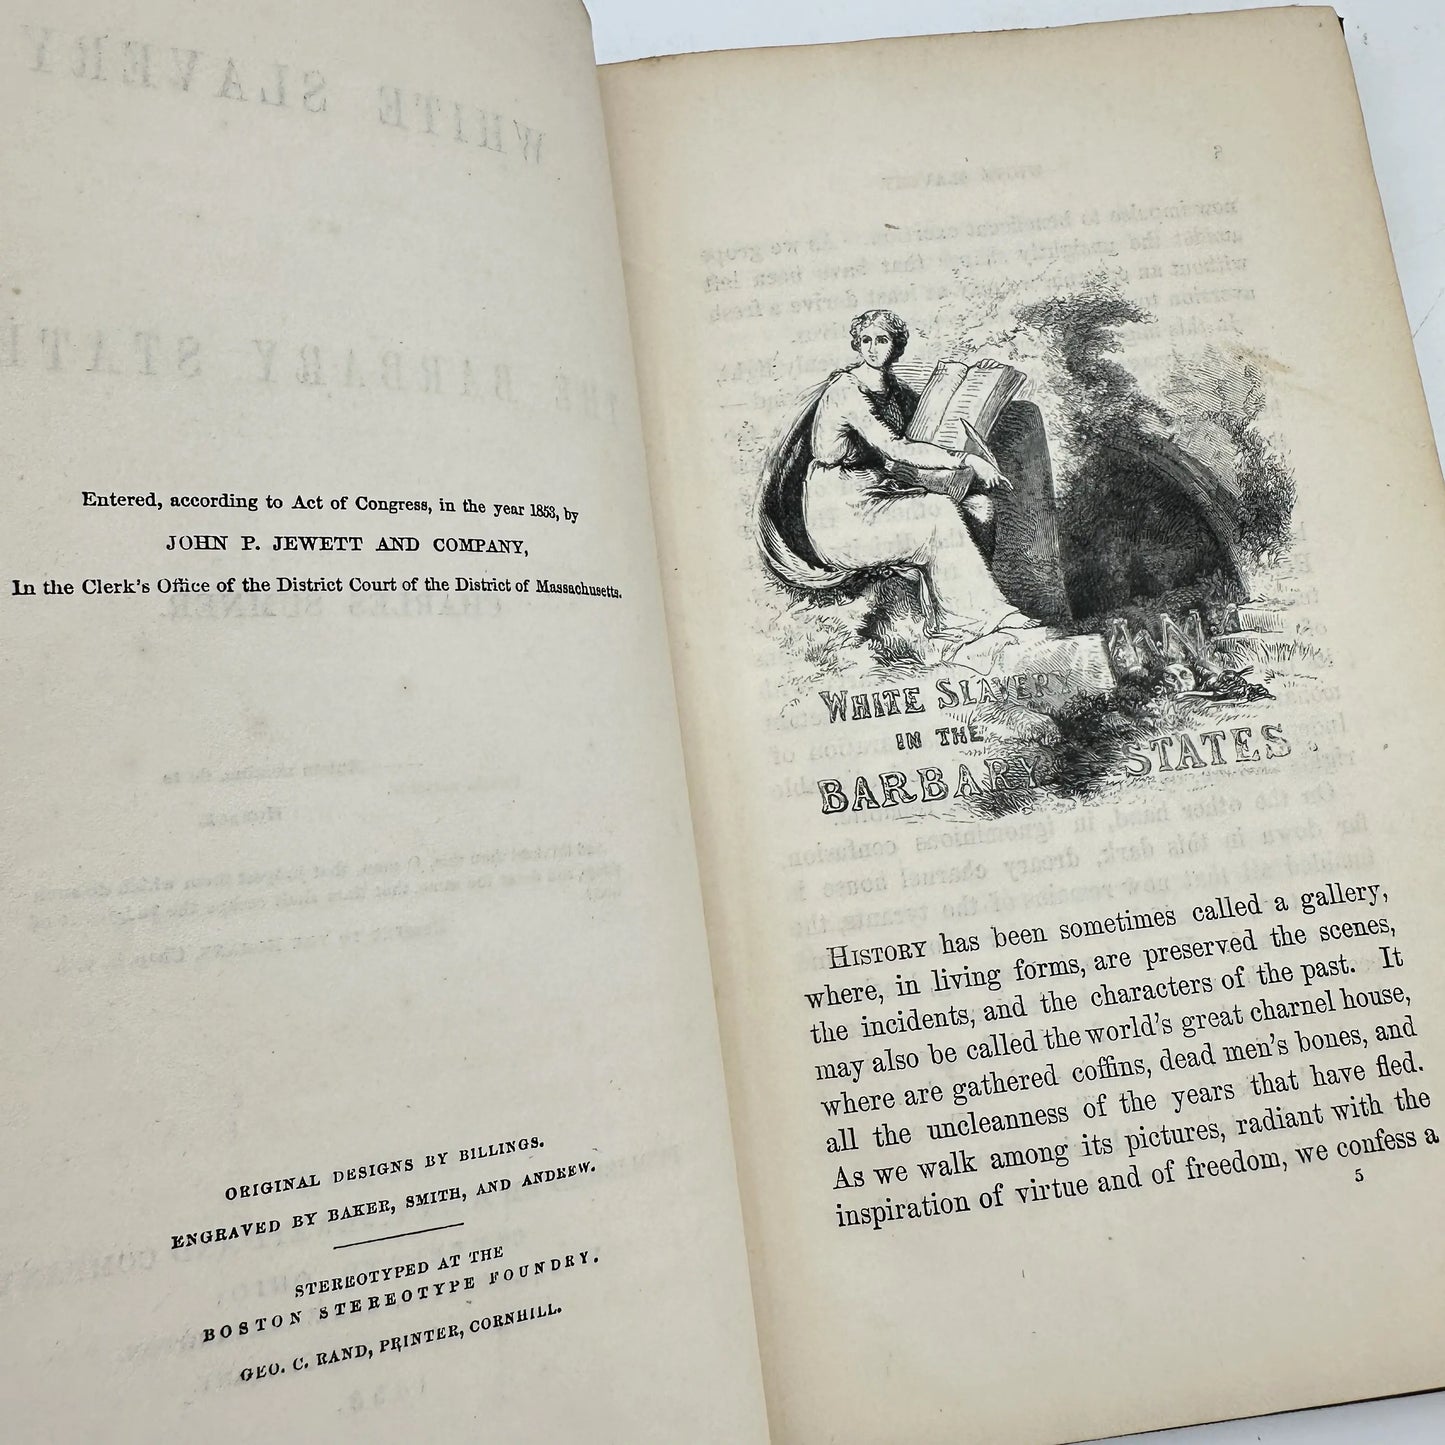 Entered, according to Act of Congress, in the year 1853, by
JOHN P. JEWETT AND COMPANY,
In the Clerk's Office of the District Court of the District of Massachusetts.
ORIGINAL DESIGNS BY BILLINGS.
ENGRAVED BY BAKER, SMITH, AND ANDREW.
STEREOTYPED AT THE
BOSTON STEREOTYPE FOUNDRY.
GEO. C. RAND, PRINTER, CORNHILL.
WHITE SLAVERY
IN THE
BARBARY STATES.
HISTORY has been sometimes called a gallery,
where, in living forms, are preserved the scenes,
the incidents, and the characters of the past. It
may also be called the world's great charnel house,
where are gathered coffins, dead men's bones, and
all the uncleanness of the years that have fled.
As we walk among its pictures, radiant with the
inspiration of virtue and of freedom, we confess a
5